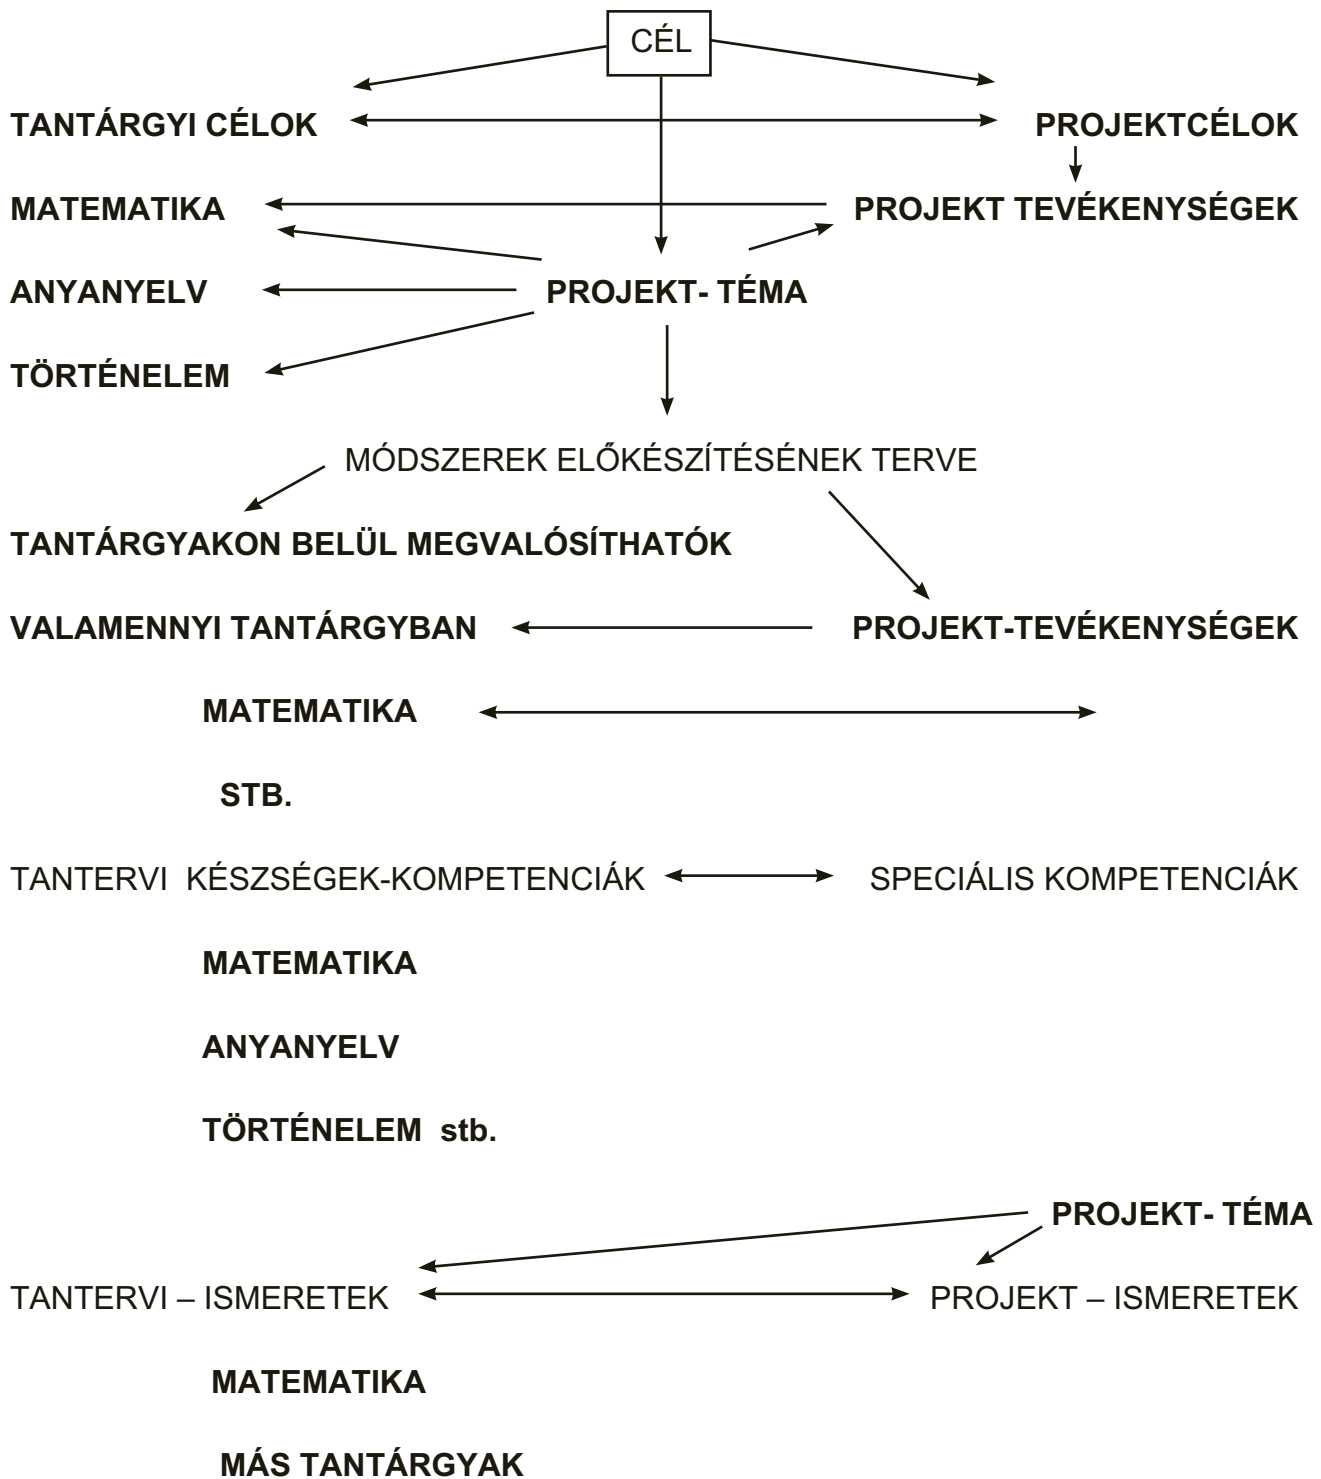 CÉL
TANTÁRGYI CÉLOK PROJEKTCÉLOK
MATEMATIKA PROJEKT TEVÉKENYSÉGEK
ANYANYELV PROJEKT- TÉMA
TÖRTÉNELEM
MÓDSZEREK ELŐKÉSZÍTÉSÉNEK TERVE
TANTÁRGYAKON BELÜL MEGVALÓSÍTHATÓK
VALAMENNYI TANTÁRGYBAN PROJEKT-TEVÉKENYSÉGEK
MATEMATIKA
STB.
TANTERVI KÉSZSÉGEK-KOMPETENCIÁK SPECIÁLIS KOMPETENCIÁK
MATEMATIKA
ANYANYELV
TÖRTÉNELEM stb.
PROJEKT- TÉMA
TANTERVI – ISMERETEK PROJEKT – ISMERETEK
MATEMATIKA
MÁS TANTÁRGYAK